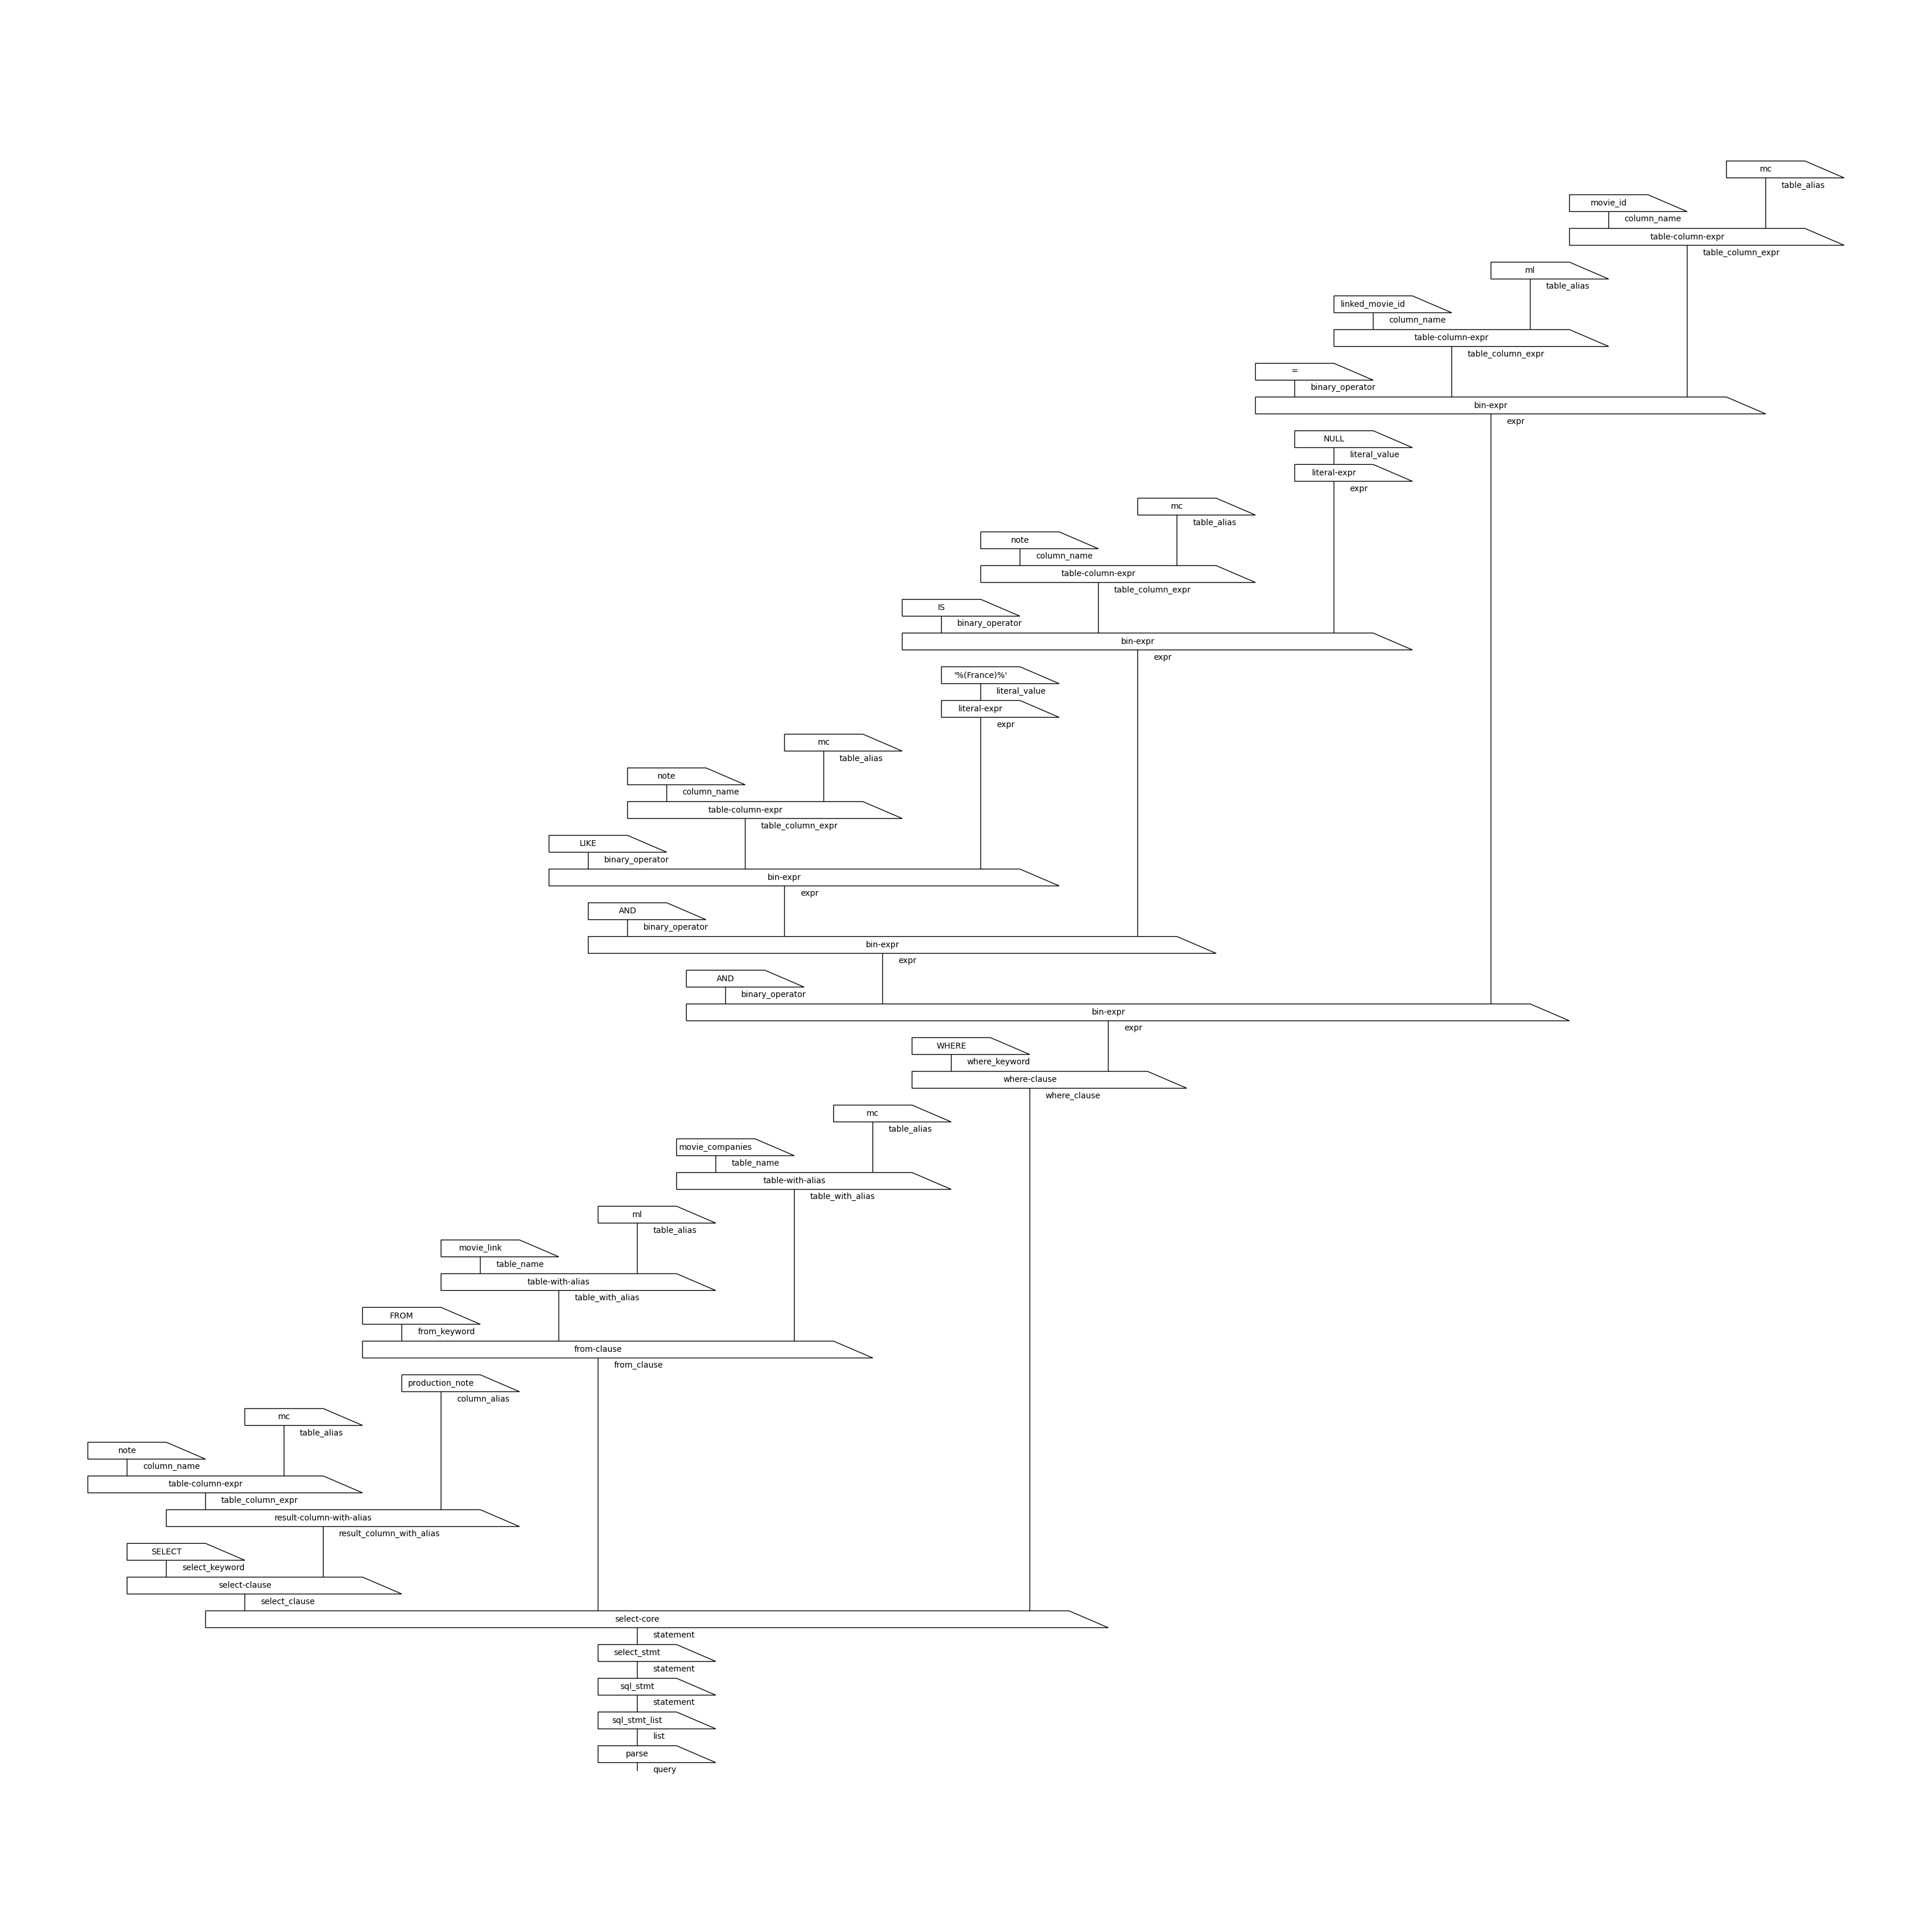 mc
table_alias
movie_id
column_name
table-column-expr
table_column_expr
ml
table_alias
linked_movie_id
column_name
table-column-expr
table_column_expr
=
binary_operator
bin-expr
expr
NULL
literal_value
literal-expr
expr
mc
table_alias
note
column_name
table-column-expr
table_column_expr
IS
binary_operator
bin-expr
expr
'%(France)%'
literal_value
literal-expr
expr
mc
table_alias
note
column_name
table-column-expr
table_column_expr
LIKE
binary_operator
bin-expr
expr
AND
binary_operator
bin-expr
expr
AND
binary_operator
bin-expr
expr
WHERE
where_keyword
where-clause
where_clause
mc
table_alias
movie_companies
table_name
table-with-alias
table_with_alias
ml
table_alias
movie_link
table_name
table-with-alias
table_with_alias
FROM
from_keyword
from-clause
from_clause
production_note
column_alias
mc
table_alias
note
column_name
table-column-expr
table_column_expr
result-column-with-alias
result_column_with_alias
SELECT
select_keyword
select-clause
select_clause
select-core
statement
select_stmt
statement
sql_stmt
statement
sql_stmt_list
list
parse
query